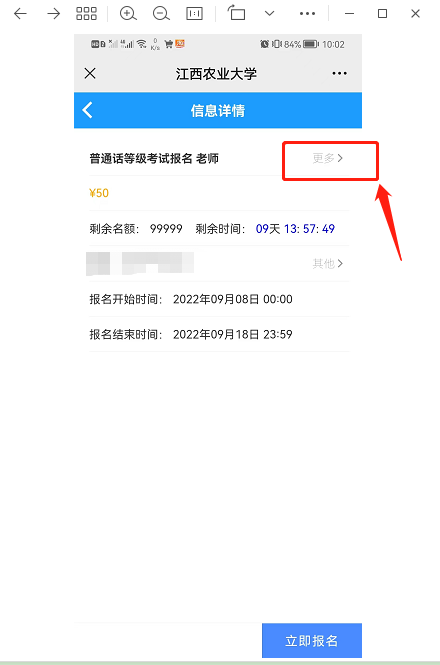 84% 10:02
江西农业大学
信息详情
普通话等级考试报名 老师 更多
¥50
剩余名额： 99999 剩余时间： 09天 13:57:49
其他
报名开始时间： 2022年09月08日 00:00
报名结束时间： 2022年09月18日 23:59
立即报名